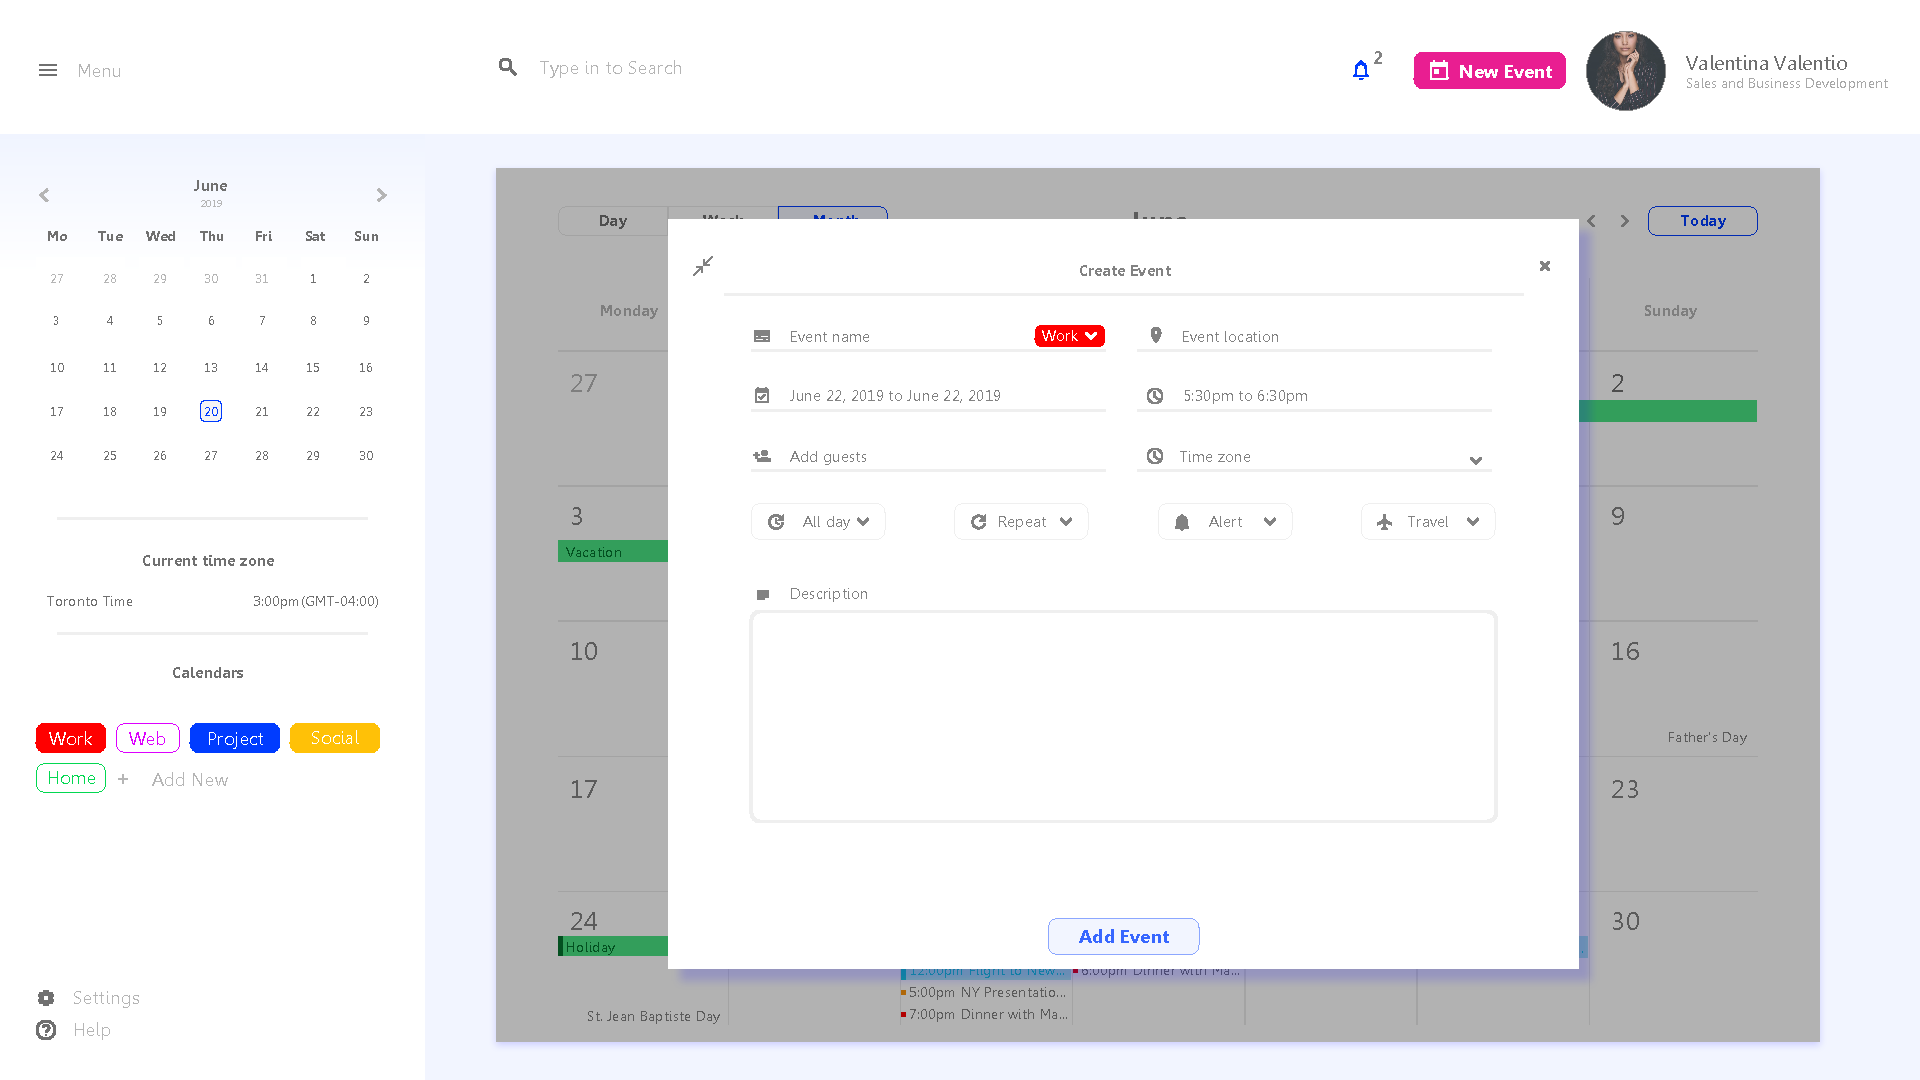 Menu
Type in to Search
2
New Event
Valentina Valentio
Sales and Business Development
June
2019
Mo Tue Wed Thu Fri Sat Sun
27 28 29 30 31 1 2
3 4 5 6 7 8 9
10 11 12 13 14 15 16
17 18 19 20 21 22 23
24 25 26 27 28 29 30
Current time zone
Toronto Time 3:00pm(GMT-04:00)
Calendars
Work Web Project Social
Home + Add New
Settings
Help
Day Week Month June Today
Monday Sunday
27 2
3 9
Vacation
10 16
Father's Day
17 23
24 30
Holiday
12:00pm Flight to New... 6:00pm Dinner with Ma...
5:00pm NY Presentatio...
7:00pm Dinner with Ma...
St. Jean Baptiste Day
Create Event
Event name Work Event location
June 22, 2019 to June 22, 2019 5:30pm to 6:30pm
Add guests Time zone
All day Repeat Alert Travel
Description
Add Event